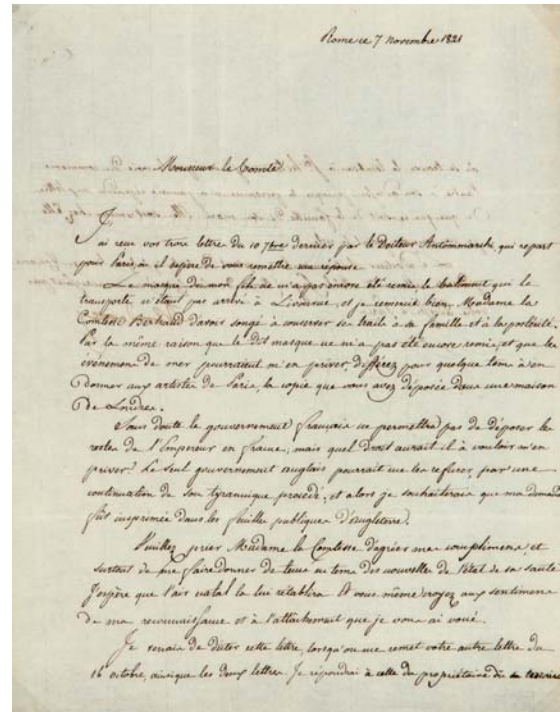 Rome ce 7 novembre 1821
Monsieur le Comte
J'ai reçu vos trois lettre du 10 7bre dernier par le Docteur Antommarchi, qui repart
pour Paris, où il espère de vous remettre ma réponse.
Le masque de mon fils ne m'a pas encore été remis, le batiment qui le
transporte n'étant pas arrivé à Livourne, et je remercie bien Madame la
Comtesse Bertrand d'avoir songé à conserver ses traits à sa famille et à la postérité.
Par la même raison que le dit masque ne m'a pas été encore remis, et que les
événemens de mer pourraient m'en priver, differez pour quelque tems à en
donner aux artistes de Paris, la copie que vous avez déposée dans une maison
de Londres.
Sans doute le gouvernement français ne permettra pas de déposer les
restes de l'Empereur en france, mais quel droit aurait il à vouloir m'en
priver? Le seul gouvernement anglais pourrait me les refuser, par une
continuation de son tyrannique procédé, et alors je souhaiterais que ma demande
fût imprimée dans les feuilles publiques d'angleterre.
Veuillez prier Madame la Comtesse d'agréer mes complimens, et
surtout de me faire donner de tems en tems des nouvelles de l'état de sa santé
J'espère que l'air natal la lui rétablira. Et vous même croyez aux sentimens
de ma reconnaissance et à l'attachement que je vous ai voué.
Je venais de dicter cette lettre, lorsqu'on me remet votre autre lettre du
16 octobre, ainsi que les deux lettres. Je répondrai à celle du propriétaire du